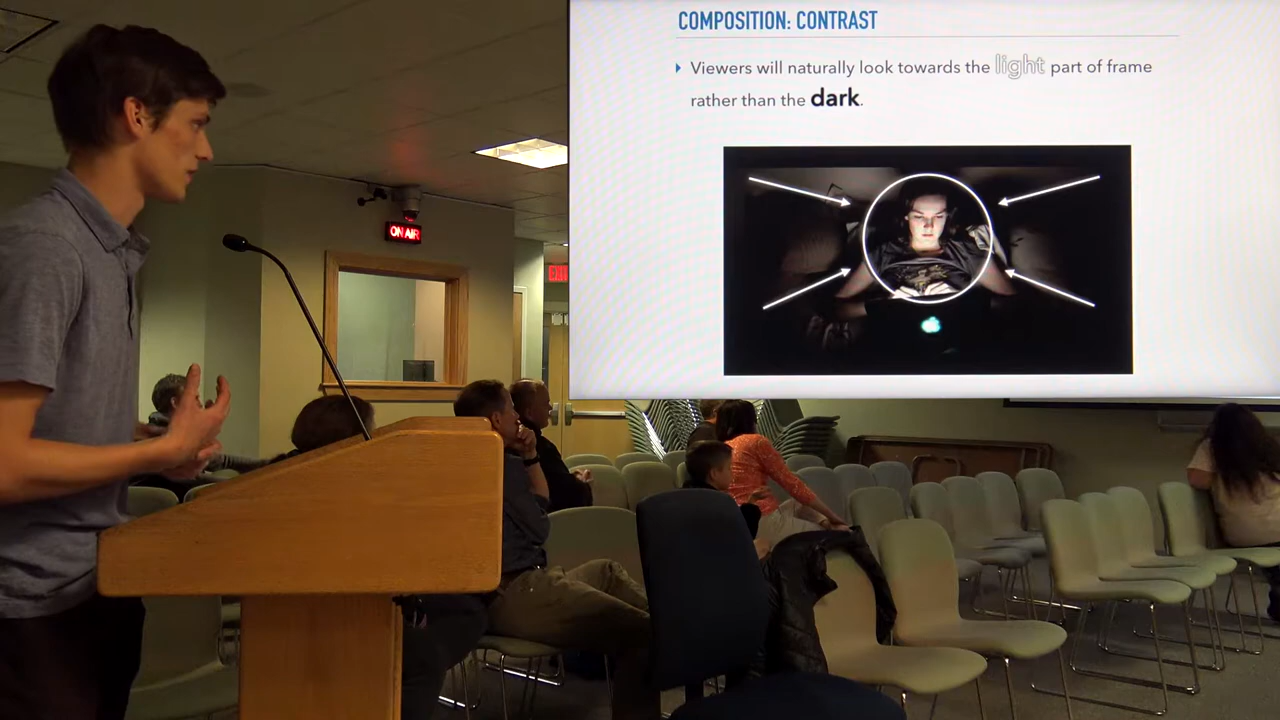 COMPOSITION: CONTRAST
Viewers will naturally look towards the light part of frame
rather than the dark.
ON AIR
EXIT